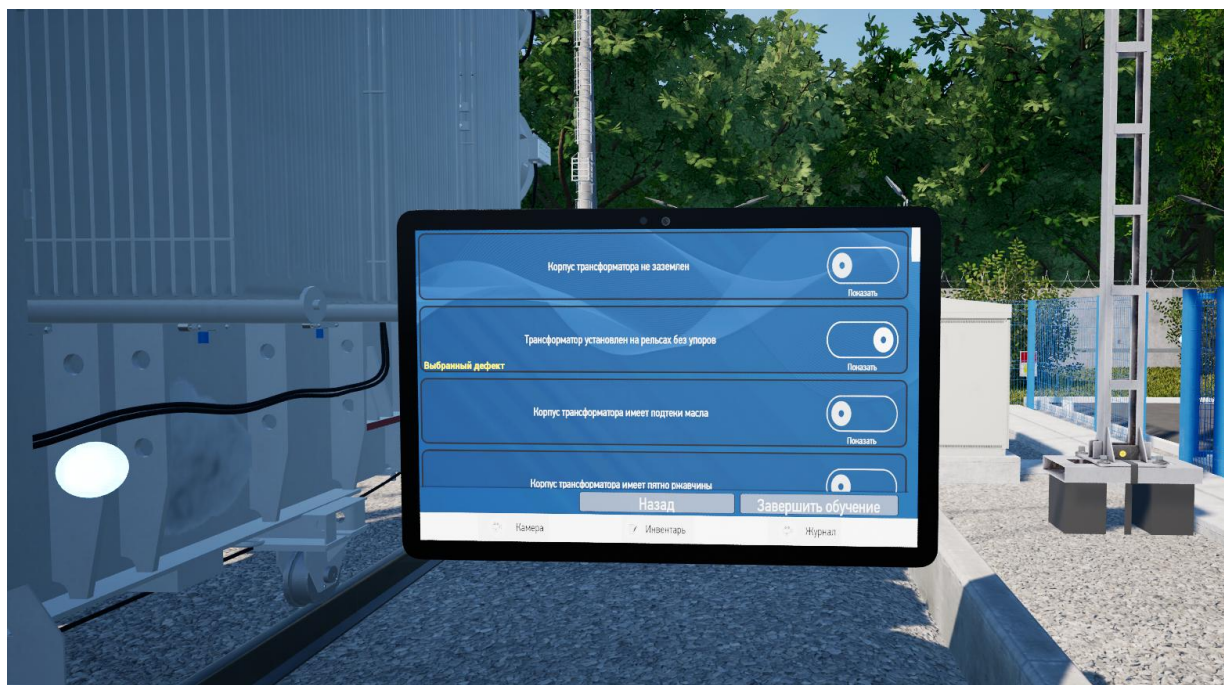 Корпус трансформатора не заземлен
Показать
Трансформатор установлен на рельсах без упоров
Показать
Выбранный дефект
Корпус трансформатора имеет подтеки масла
Показать
Корпус трансформатора имеет пятно ржавчины
Назад
Завершить обучение
Камера
Инвентарь
Журнал